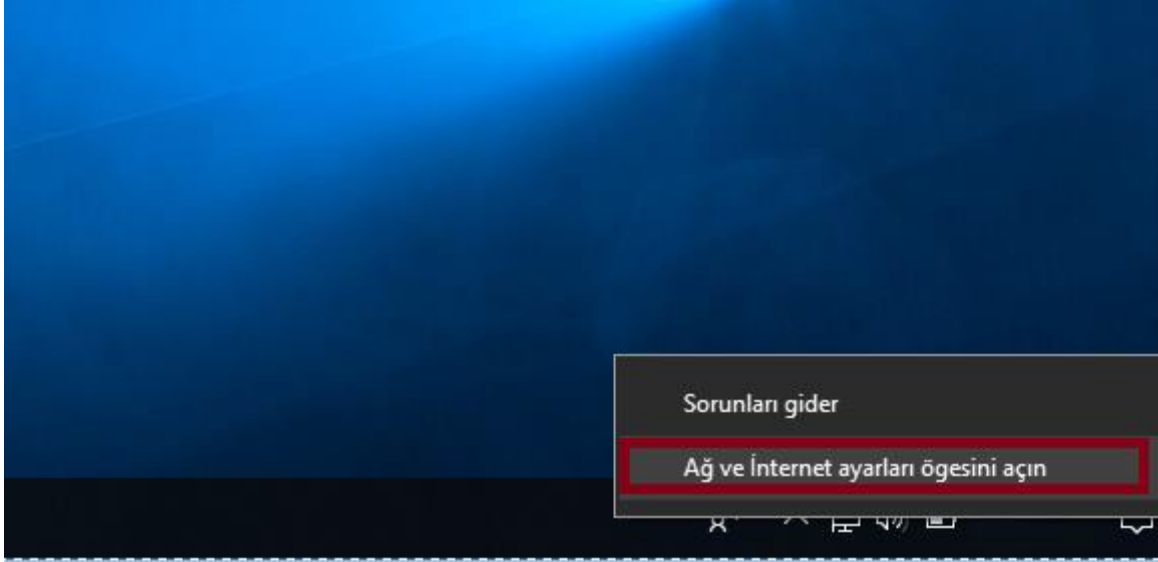 Sorunları gider
Ağ ve İnternet ayarları ögesini açın